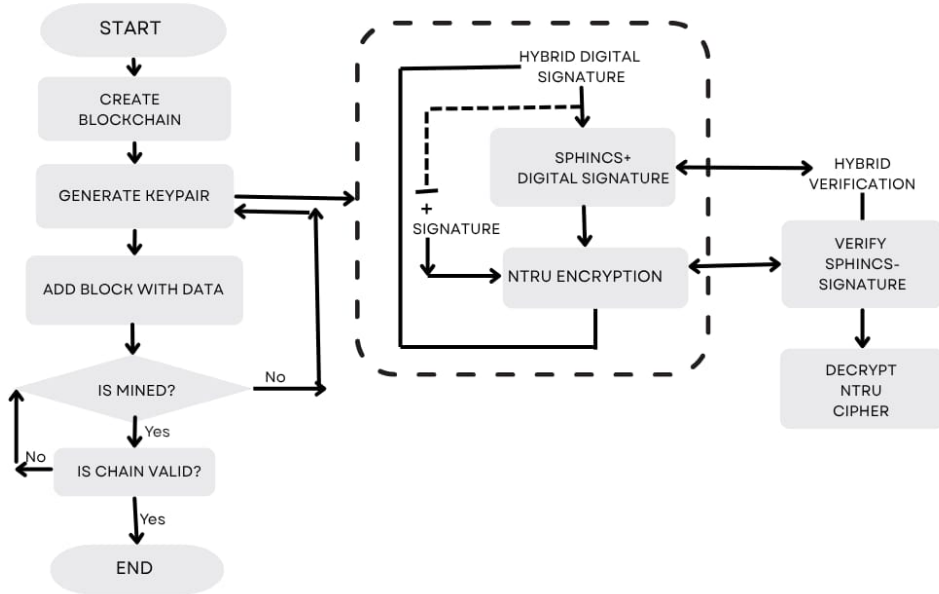 START
CREATE
BLOCKCHAIN
GENERATE KEYPAIR
ADD BLOCK WITH DATA
IS MINED?
No
Yes
IS CHAIN VALID?
No
Yes
END
HYBRID DIGITAL
SIGNATURE
SPHINCS+
DIGITAL SIGNATURE
+
SIGNATURE
NTRU ENCRYPTION
HYBRID
VERIFICATION
VERIFY
SPHINCS-
SIGNATURE
DECRYPT
NTRU
CIPHER